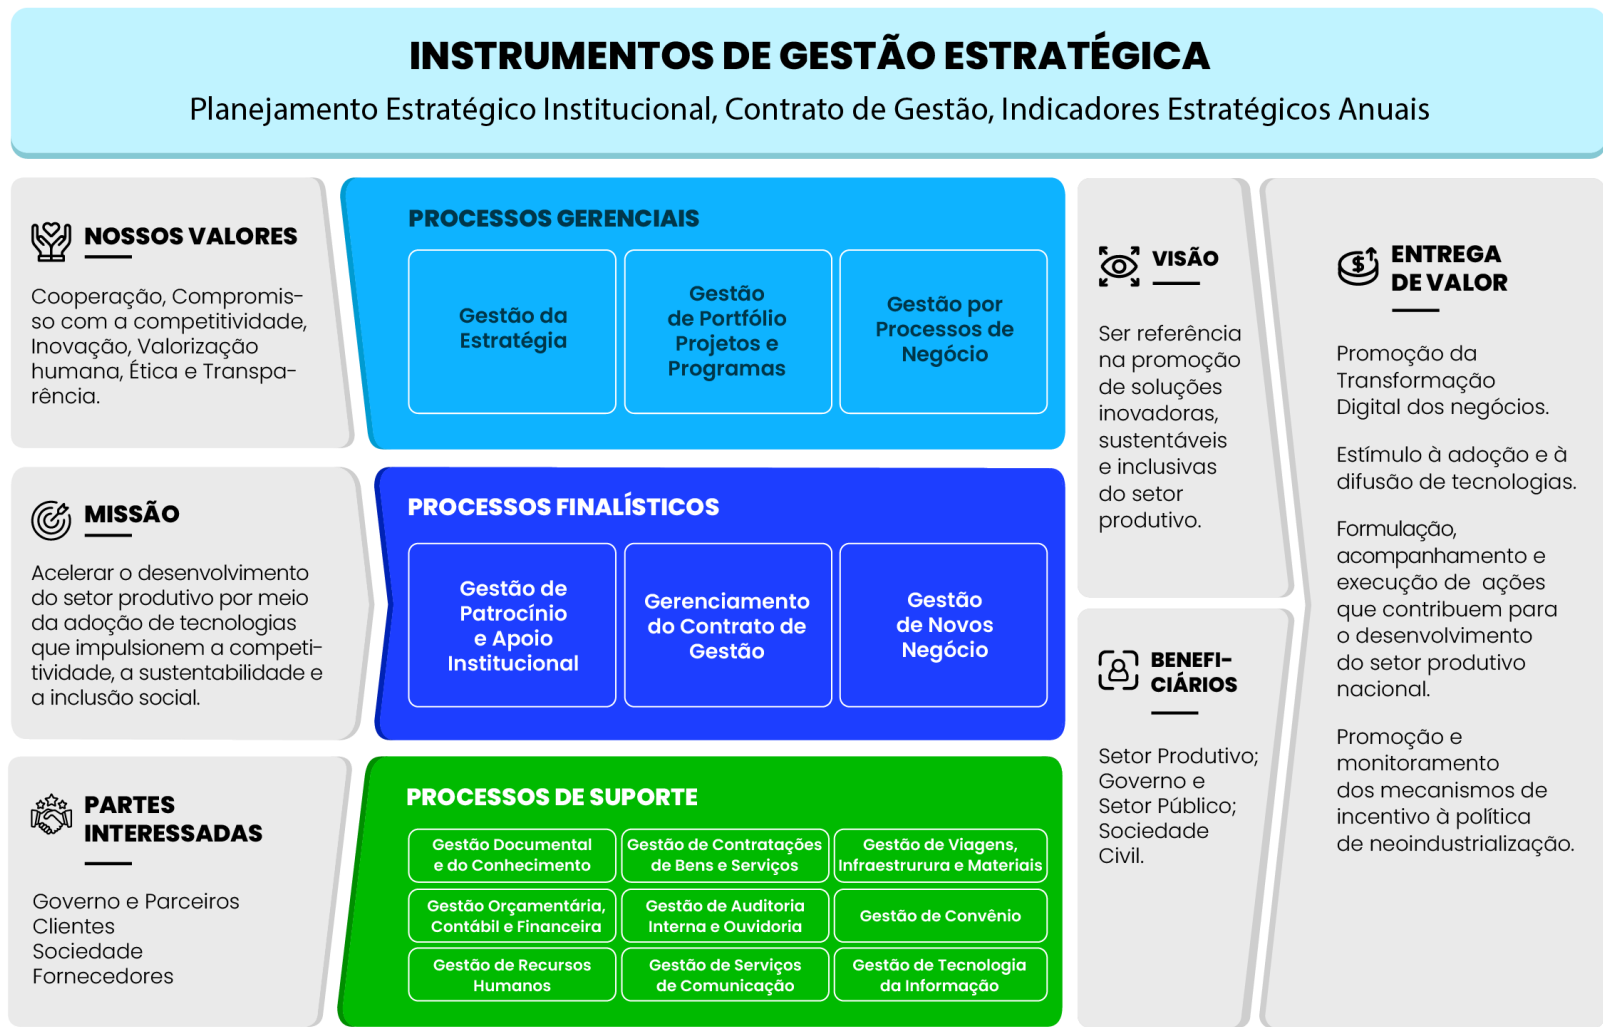 INSTRUMENTOS DE GESTÃO ESTRATÉGICA
Planejamento Estratégico Institucional, Contrato de Gestão, Indicadores Estratégicos Anuais
NOSSOS VALORES
Cooperação, Compromis-
so com a competitividade,
Inovação, Valorização
humana, Ética e Transpa-
rência.
MISSÃO
Acelerar o desenvolvimento
do setor produtivo por meio
da adoção de tecnologias
que impulsionem a competi-
tividade, a sustentabilidade e
a inclusão social.
PARTES
INTERESSADAS
Governo e Parceiros
Clientes
Sociedade
Fornecedores
PROCESSOS GERENCIAIS
Gestão da
Estratégia
Gestão
de Portfólio
Projetos e
Programas
Gestão por
Processos de
Negócio
PROCESSOS FINALÍSTICOS
Gestão de
Patrocínio
e Apoio
Institucional
Gerenciamento
do Contrato de
Gestão
Gestão
de Novos
Negócio
PROCESSOS DE SUPORTE
Gestão Documental
e do Conhecimento
Gestão de Contratações
de Bens e Serviços
Gestão de Viagens,
Infraestrurura e Materiais
Gestão Orçamentária,
Contábil e Financeira
Gestão de Auditoria
Interna e Ouvidoria
Gestão de Convênio
Gestão de Recursos
Humanos
Gestão de Serviços
de Comunicação
Gestão de Tecnologia
da Informação
VISÃO
Ser referência
na promoção
de soluções
inovadoras,
sustentáveis
e inclusivas
do setor
produtivo.
BENEFI-
CIÁRIOS
Setor Produtivo;
Governo e
Setor Público;
Sociedade
Civil.
ENTREGA
DE VALOR
Promoção da
Transformação
Digital dos negócios.
Estímulo à adoção e à
difusão de tecnologias.
Formulação,
acompanhamento e
execução de ações
que contribuem para
o desenvolvimento
do setor produtivo
nacional.
Promoção e
monitoramento
dos mecanismos de
incentivo à política
de neoindustrialização.